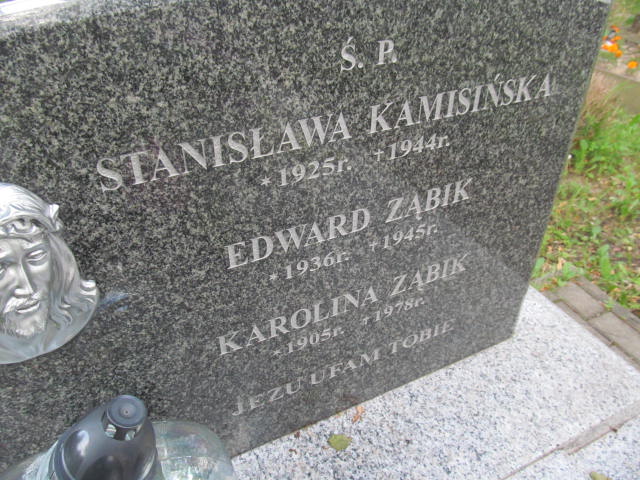 Ś. P.
STANISŁAWA KAMISIŃSKA
* 1925r. + 1944r.
EDWARD ZĄBIK
* 1936r. + 1945r.
KAROLINA ZĄBIK
* 1905r. + 1978r.
JEZU UFAM TOBIE